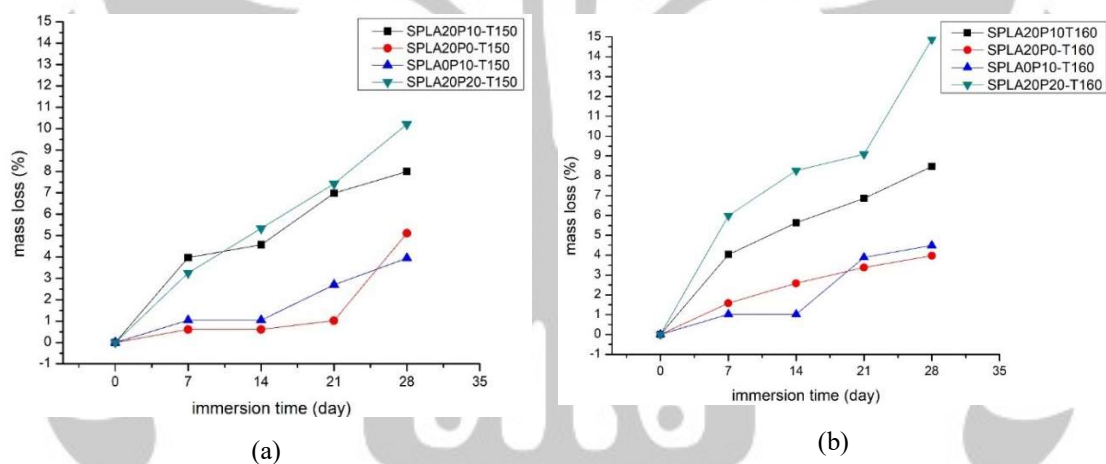 15
14
13
12
11
10
9
8
7
6
5
4
3
2
1
0
-1
mass loss (%)
SPLA20P10-T150
SPLA20P0-T150
SPLA0P10-T150
SPLA20P20-T150
0 7 14 21 28 35
immersion time (day)
(a)
15
14
13
12
11
10
9
8
7
6
5
4
3
2
1
0
-1
mass loss (%)
SPLA20P10T160
SPLA20P0-T160
SPLA0P10-T160
SPLA20P20-T160
0 7 14 21 28 35
immersion time (day)
(b)